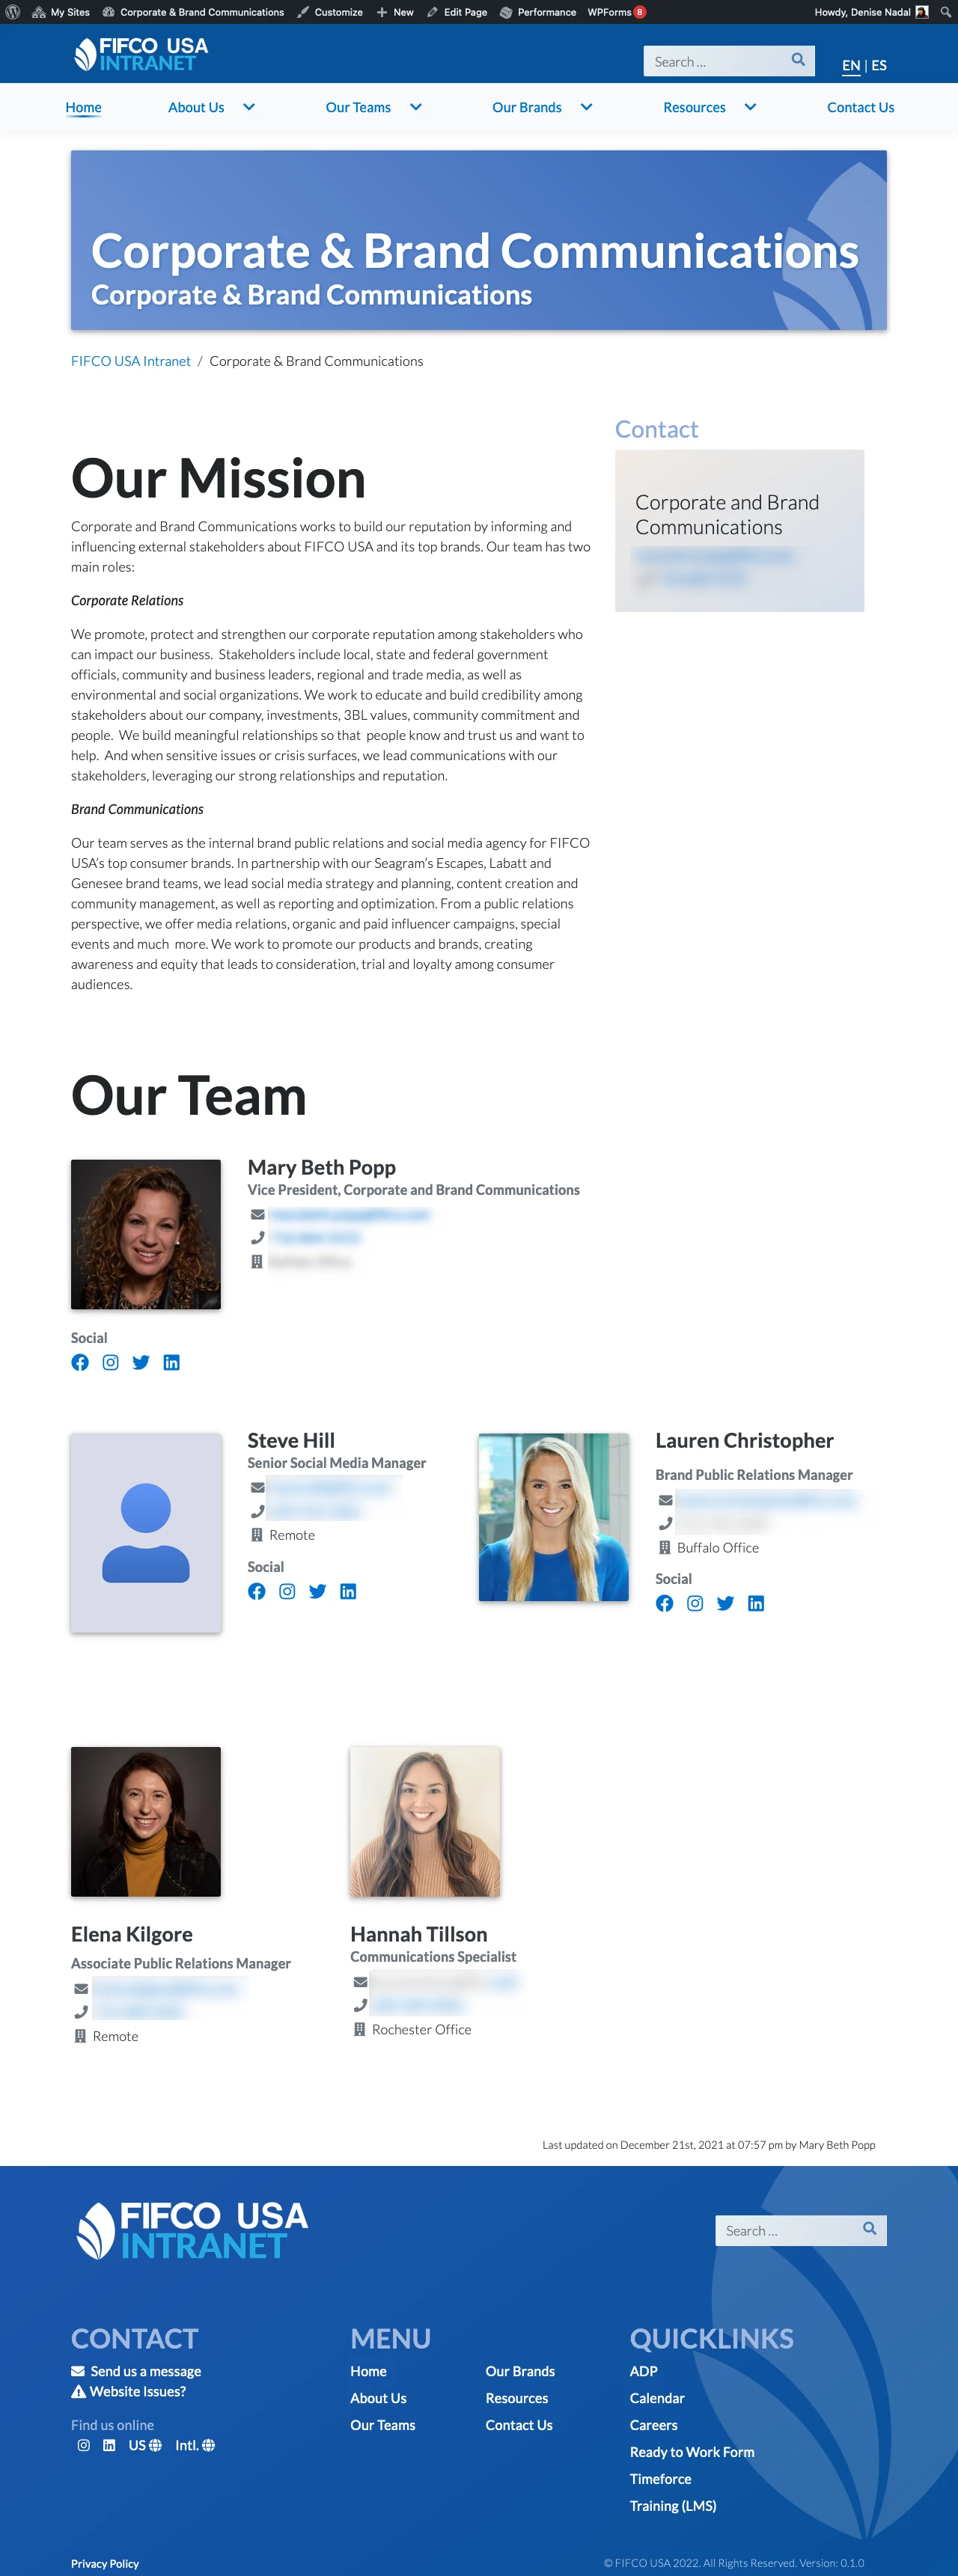 My Sites Corporate & Brand Communications Customize New Edit Page Performance WPForms 8 Howdy, Denise Nadal
FIFCO USA
INTRANET
Search ...
EN | ES
Home About Us Our Teams Our Brands Resources Contact Us
Corporate & Brand Communications
Corporate & Brand Communications
FIFCO USA Intranet / Corporate & Brand Communications
Contact
Corporate and Brand
Communications
Our Mission
Corporate and Brand Communications works to build our reputation by informing and
influencing external stakeholders about FIFCO USA and its top brands. Our team has two
main roles:
Corporate Relations
We promote, protect and strengthen our corporate reputation among stakeholders who
can impact our business. Stakeholders include local, state and federal government
officials, community and business leaders, regional and trade media, as well as
environmental and social organizations. We work to educate and build credibility among
stakeholders about our company, investments, 3BL values, community commitment and
people. We build meaningful relationships so that people know and trust us and want to
help. And when sensitive issues or crisis surfaces, we lead communications with our
stakeholders, leveraging our strong relationships and reputation.
Brand Communications
Our team serves as the internal brand public relations and social media agency for FIFCO
USA's top consumer brands. In partnership with our Seagram's Escapes, Labatt and
Genesee brand teams, we lead social media strategy and planning, content creation and
community management, as well as reporting and optimization. From a public relations
perspective, we offer media relations, organic and paid influencer campaigns, special
events and much more. We work to promote our products and brands, creating
awareness and equity that leads to consideration, trial and loyalty among consumer
audiences.
Our Team
Mary Beth Popp
Vice President, Corporate and Brand Communications
Social
Steve Hill
Senior Social Media Manager
Remote
Social
Lauren Christopher
Brand Public Relations Manager
Buffalo Office
Social
Elena Kilgore
Associate Public Relations Manager
Remote
Hannah Tillson
Communications Specialist
Rochester Office
Last updated on December 21st, 2021 at 07:57 pm by Mary Beth Popp
FIFCO USA
INTRANET
Search ...
CONTACT
Send us a message
Website Issues?
Find us online
US Intl.
MENU
Home Our Brands
About Us Resources
Our Teams Contact Us
QUICKLINKS
ADP
Calendar
Careers
Ready to Work Form
Timeforce
Training (LMS)
Privacy Policy
© FIFCO USA 2022. All Rights Reserved. Version: 0.1.0